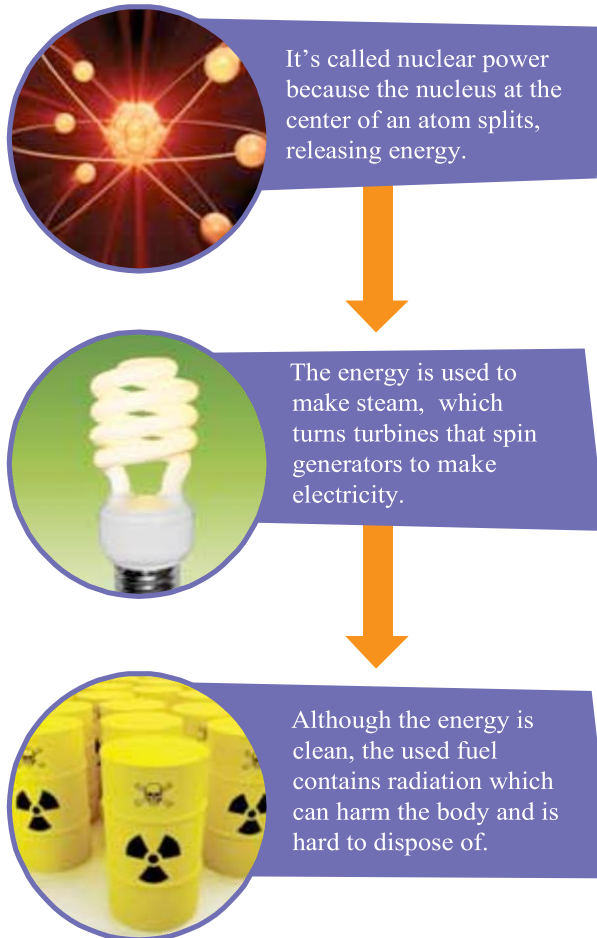 It’s called nuclear power
because the nucleus at the
center of an atom splits,
releasing energy.
The energy is used to
make steam,  which
turns turbines that spin
generators to make
electricity.
Although the energy is
clean, the used fuel
contains radiation which
can harm the body and is
hard to dispose of.